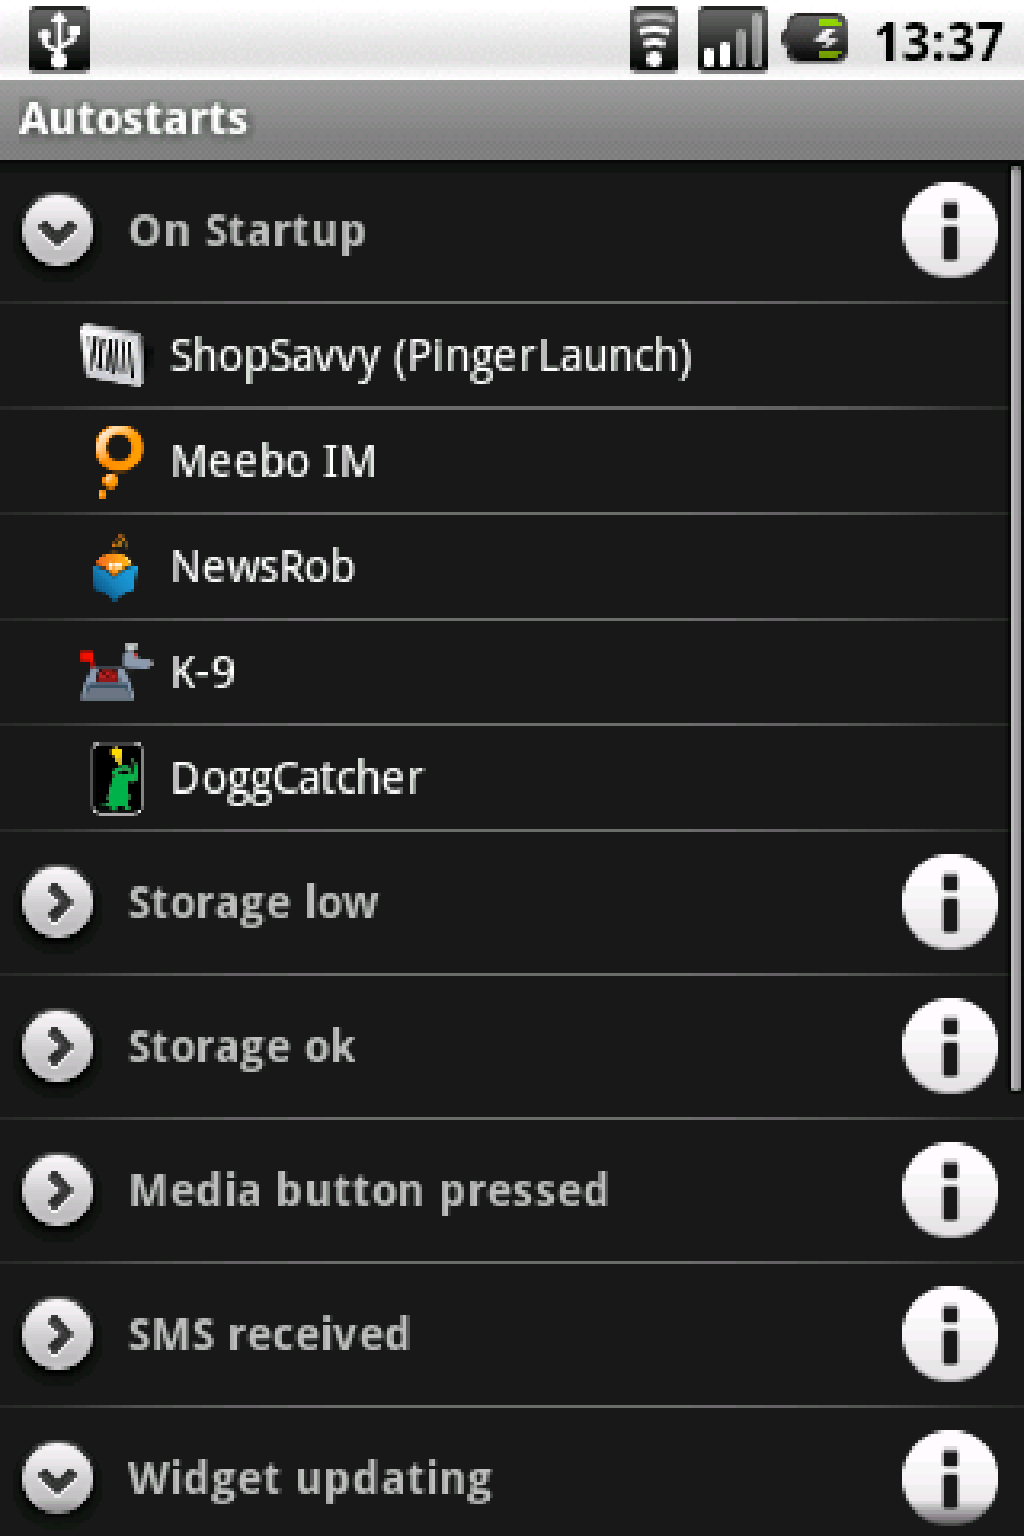 13:37
Autostarts
On Startup
ShopSavvy (PingerLaunch)
Meebo IM
NewsRob
K-9
DoggCatcher
Storage low
Storage ok
Media button pressed
SMS received
Widget updating